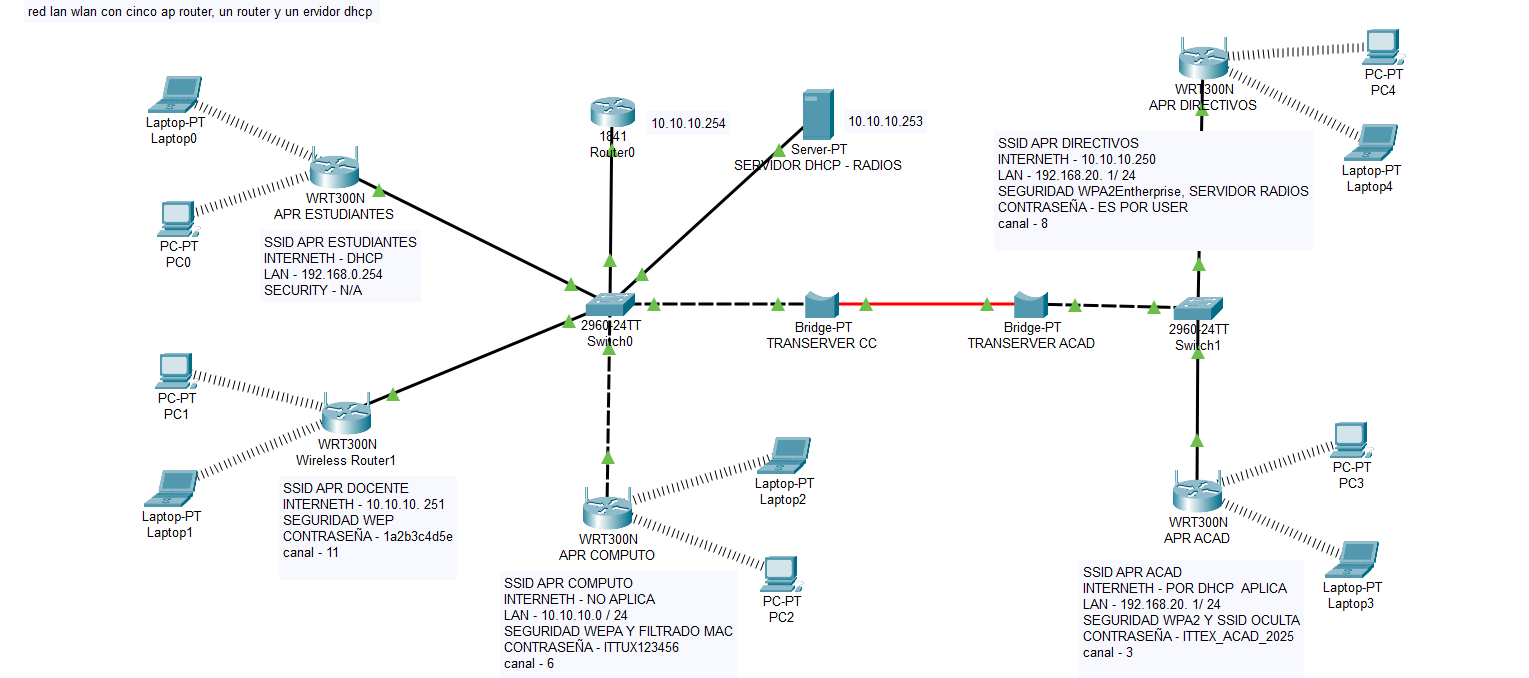 red lan wlan con cinco ap router, un router y un ervidor dhcp
Laptop-PT
Laptop0
PC-PT
PC0
WRT300N
APR ESTUDIANTES
SSID APR ESTUDIANTES
INTERNETH - DHCP
LAN - 192.168.0.254
SECURITY - N/A
1841
Router0
10.10.10.254
10.10.10.253
Server-PT
SERVIDOR DHCP - RADIOS
WRT300N
APR DIRECTIVOS
PC-PT
PC4
Laptop-PT
Laptop4
SSID APR DIRECTIVOS
INTERNETH - 10.10.10.250
LAN - 192.168.20. 1/ 24
SEGURIDAD WPA2Entherprise, SERVIDOR RADIOS
CONTRASEÑA - ES POR USER
canal - 8
2960-24TT
Switch0
Bridge-PT
TRANSERVER CC
Bridge-PT
TRANSERVER ACAD
2960-24TT
Switch1
PC-PT
PC1
Laptop-PT
Laptop1
WRT300N
Wireless Router1
SSID APR DOCENTE
INTERNETH - 10.10.10. 251
SEGURIDAD WEP
CONTRASEÑA - 1a2b3c4d5e
canal - 11
WRT300N
APR COMPUTO
Laptop-PT
Laptop2
PC-PT
PC2
SSID APR COMPUTO
INTERNETH - NO APLICA
LAN - 10.10.10.0 / 24
SEGURIDAD WEPA Y FILTRADO MAC
CONTRASEÑA - ITTUX123456
canal - 6
WRT300N
APR ACAD
PC-PT
PC3
Laptop-PT
Laptop3
SSID APR ACAD
INTERNETH - POR DHCP  APLICA
LAN - 192.168.20. 1/ 24
SEGURIDAD WPA2 Y SSID OCULTA
CONTRASEÑA - ITTEX_ACAD_2025
canal - 3